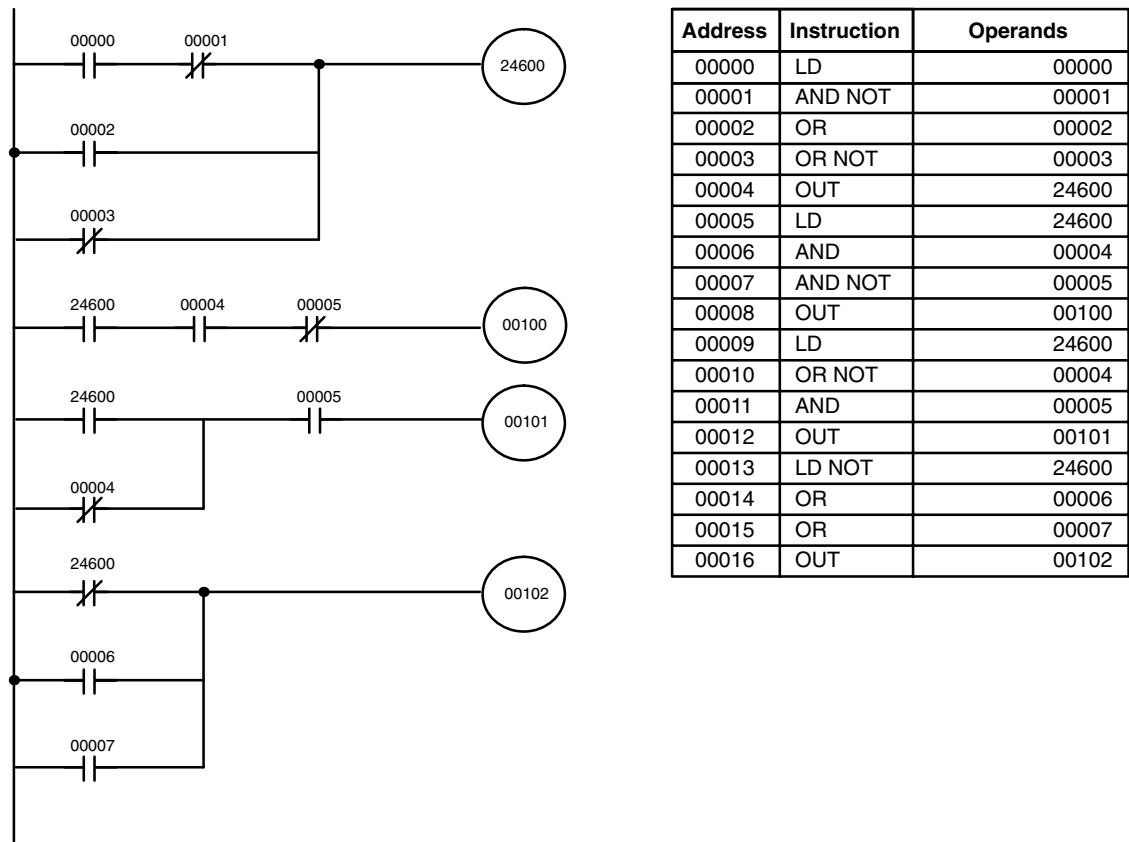 00000 00001
24600
00002
00003
24600 00004 00005
00100
24600 00005
00101
00004
24600
00102
00006
00007
Address Instruction Operands
00000 LD 00000
00001 AND NOT 00001
00002 OR 00002
00003 OR NOT 00003
00004 OUT 24600
00005 LD 24600
00006 AND 00004
00007 AND NOT 00005
00008 OUT 00100
00009 LD 24600
00010 OR NOT 00004
00011 AND 00005
00012 OUT 00101
00013 LD NOT 24600
00014 OR 00006
00015 OR 00007
00016 OUT 00102